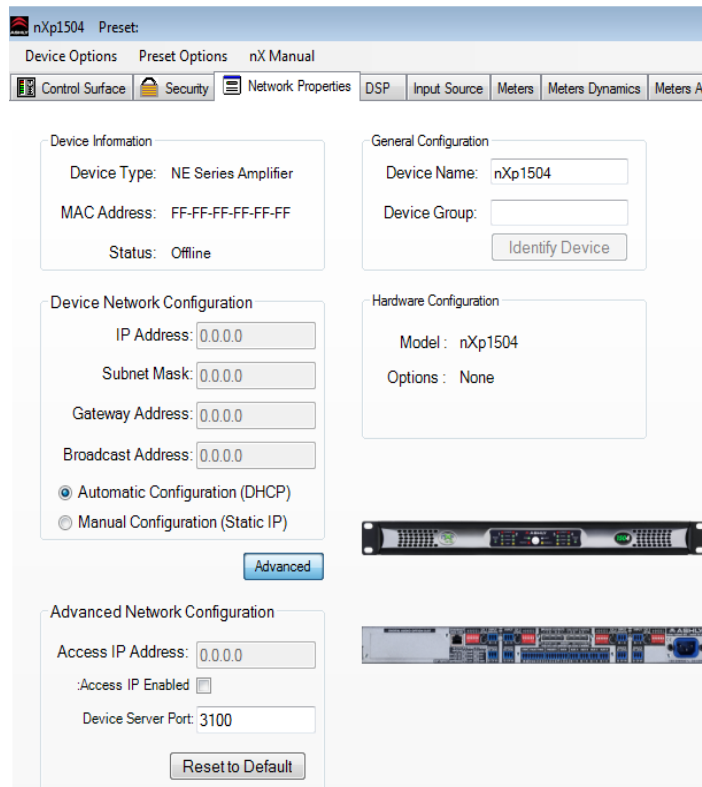 nXp1504 Preset:
Device Options Preset Options nX Manual
Control Surface Security Network Properties DSP Input Source Meters Meters Dynamics Meters A
Device Information
Device Type: NE Series Amplifier
MAC Address: FF-FF-FF-FF-FF-FF
Status: Offline
General Configuration
Device Name: nXp1504
Device Group:
Identify Device
Device Network Configuration
IP Address: 0.0.0.0
Subnet Mask: 0.0.0.0
Gateway Address: 0.0.0.0
Broadcast Address: 0.0.0.0
Automatic Configuration (DHCP)
Manual Configuration (Static IP)
Advanced
Hardware Configuration
Model : nXp1504
Options : None
Advanced Network Configuration
Access IP Address: 0.0.0.0
:Access IP Enabled
Device Server Port: 3100
Reset to Default
ASHLY
1504
ASHLY